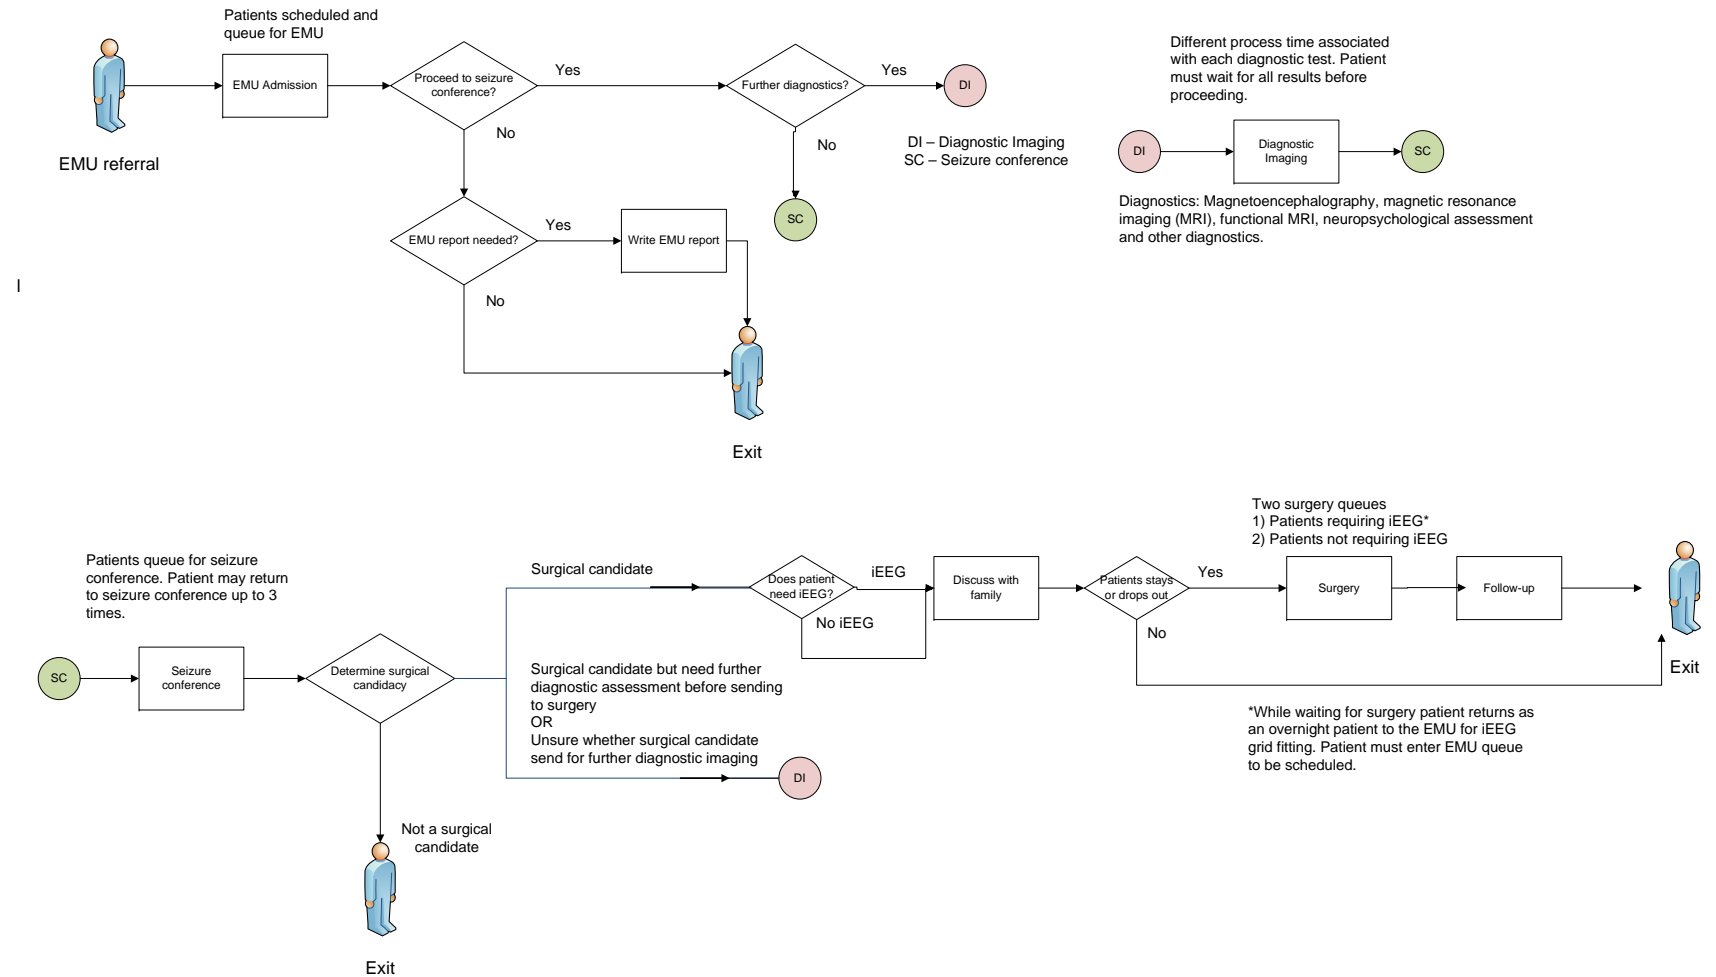 Patients scheduled and
queue for EMU
EMU Admission
Proceed to seizure
conference?
Yes
Further diagnostics?
Yes
DI
No
No
EMU referral
DI – Diagnostic Imaging
SC – Seizure conference
SC
EMU report needed?
Yes
Write EMU report
No
Exit
I
Different process time associated
with each diagnostic test. Patient
must wait for all results before
proceeding.
DI
Diagnostic
Imaging
SC
Diagnostics: Magnetoencephalography, magnetic resonance
imaging (MRI), functional MRI, neuropsychological assessment
and other diagnostics.
Patients queue for seizure
conference. Patient may return
to seizure conference up to 3
times.
SC
Seizure
conference
Determine surgical
candidacy
Not a surgical
candidate
Exit
Surgical candidate
Does patient
need iEEG?
iEEG
No iEEG
Discuss with
family
Patients stays
or drops out
Yes
No
Two surgery queues
1) Patients requiring iEEG*
2) Patients not requiring iEEG
Surgery
Follow-up
Exit
Surgical candidate but need further
diagnostic assessment before sending
to surgery
OR
Unsure whether surgical candidate
send for further diagnostic imaging
DI
*While waiting for surgery patient returns as
an overnight patient to the EMU for iEEG
grid fitting. Patient must enter EMU queue
to be scheduled.